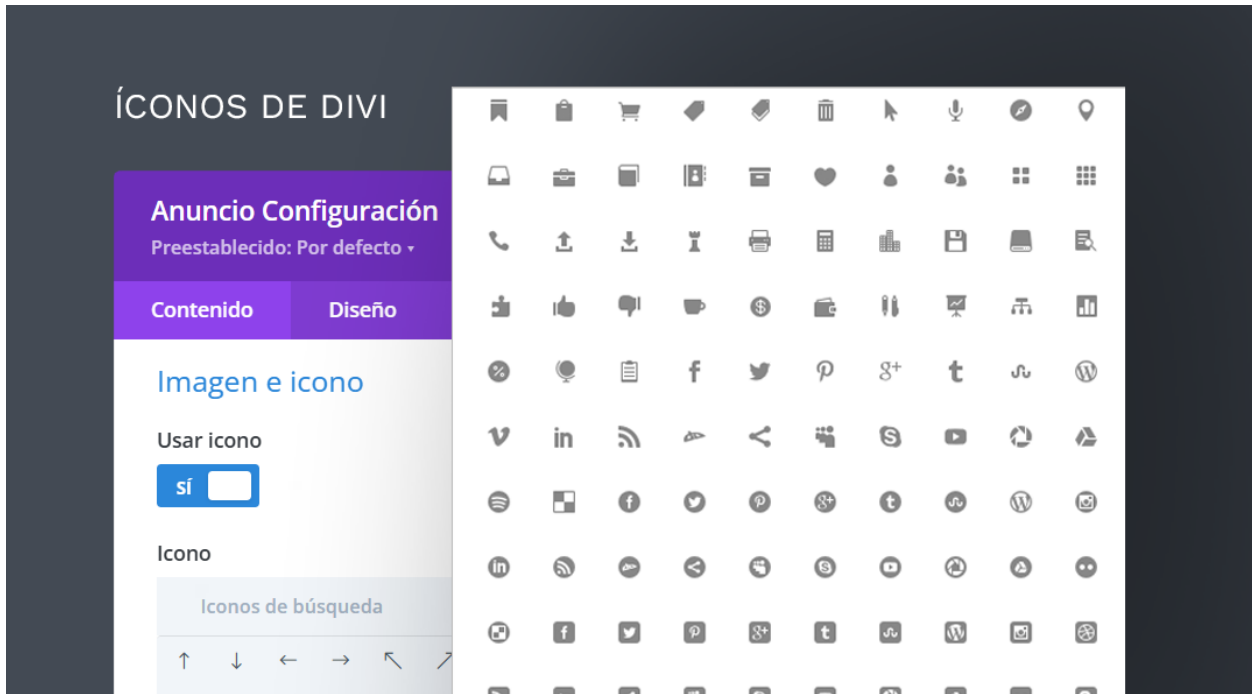 ÍCONOS DE DIVI
Anuncio Configuración
Preestablecido: Por defecto
Contenido Diseño
Imagen e icono
Usar icono
SÍ
Icono
Iconos de búsqueda